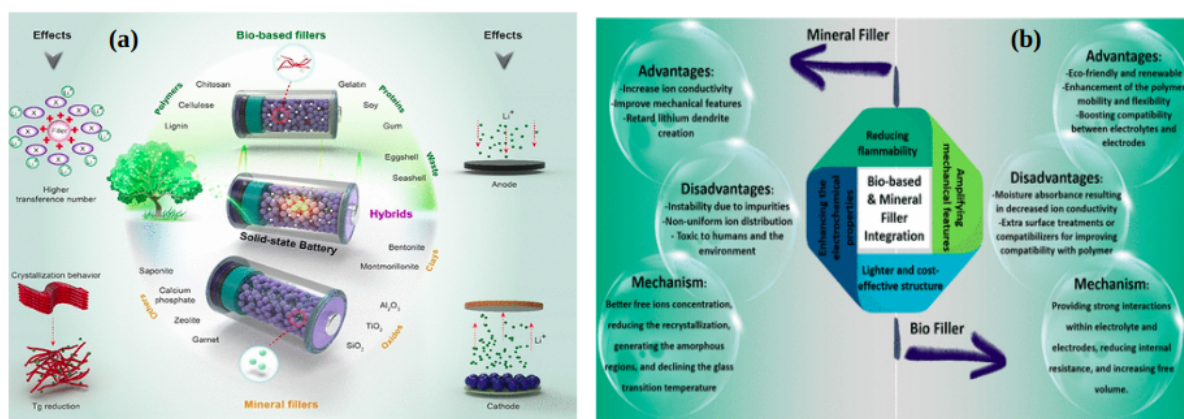 Effects
(a)
Bio-based fillers
Effects
Polymers
Chitosan
Cellulose
Lignin
Gelatin
Soy
Gum
Proteins
Eggshell
Seashell
Waste
Li+
Anode
Filler
X
Higher
transference number
Hybrids
Solid-state Battery
Bentonite
Montmorillonite
Clays
Crystallization behavior
Tg reduction
Saponite
Calcium
phosphate
Zeolite
Garnet
Others
Al2O3
TiO2
SiO2
Oxides
Mineral fillers
Li+
Cathode
Mineral Filler
(b)
Advantages:
-Increase ion conductivity
-Improve mechanical features
-Retard lithium dendrite
creation
Disadvantages:
-Instability due to impurities
-Non-uniform ion distribution
- Toxic to humans and the
environment
Mechanism:
Better free ions concentration,
reducing the recrystallization,
generating the amorphous
regions, and declining the glass
transition temperature
Reducing
flammability
Amplifying
mechanical features
Enhancing the
electrochemical
properties
Bio-based
& Mineral
Filler
Integration
Lighter and cost-
effective structure
Advantages:
-Eco-friendly and renewable
-Enhancement of the polymer
mobility and flexibility
-Boosting compatibility
between electrolytes and
electrodes
Disadvantages:
-Moisture absorbance resulting
in decreased ion conductivity
-Extra surface treatments or
compatibilizers for improving
compatibility with polymer
Mechanism:
Providing strong interactions
within electrolyte and
electrodes, reducing internal
resistance, and increasing free
volume.
Bio Filler